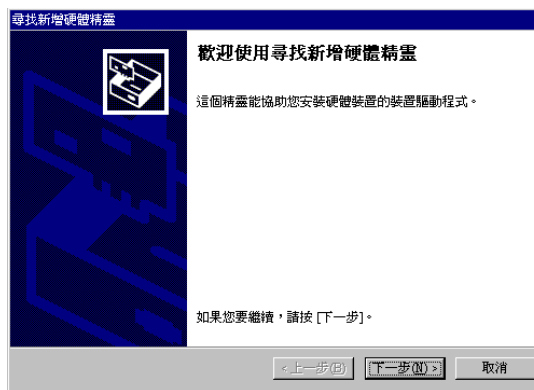 尋找新增硬體精靈
歡迎使用尋找新增硬體精靈
這個精靈能協助您安裝硬體裝置的裝置驅動程式。
如果您要繼續，請按 [下一步]。
<上一步(B) 下一步(N)> 取消